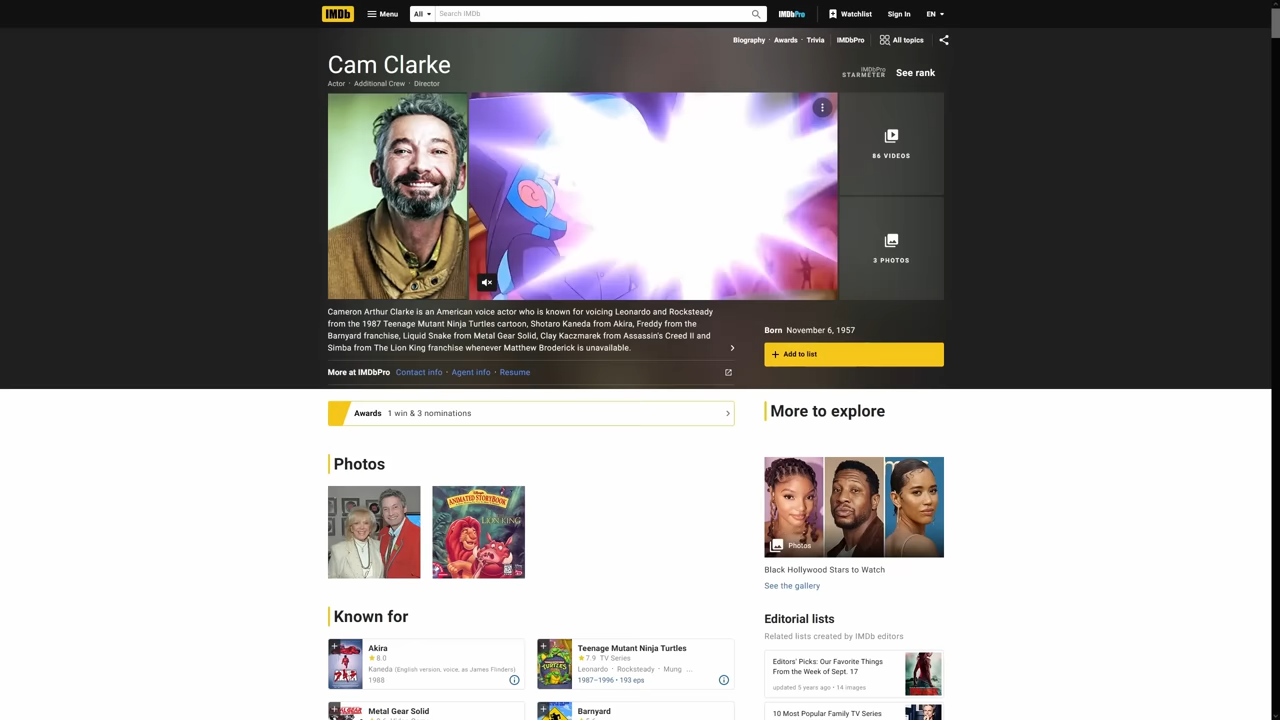 IMDb Menu All Search IMDb IMDbPro Watchlist Sign In EN
Biography · Awards · Trivia IMDbPro All topics
Cam Clarke
Actor · Additional Crew · Director
IMDbPro
STARMETER
See rank
86 VIDEOS
3 PHOTOS
Cameron Arthur Clarke is an American voice actor who is known for voicing Leonardo and Rocksteady
from the 1987 Teenage Mutant Ninja Turtles cartoon, Shotaro Kaneda from Akira, Freddy from the
Barnyard franchise, Liquid Snake from Metal Gear Solid, Clay Kaczmarek from Assassin's Creed II and
Simba from The Lion King franchise whenever Matthew Broderick is unavailable.
Born November 6, 1957
+ Add to list
More at IMDbPro Contact info · Agent info · Resume
Awards 1 win & 3 nominations
More to explore
Photos
ANIMATED STORYBOOK
LION KING
Photos
Black Hollywood Stars to Watch
See the gallery
Known for
Akira
8.0
Kaneda (English version, voice, as James Flinders)
1988
Teenage Mutant Ninja Turtles
7.9 TV Series
Leonardo · Rocksteady · Mung ...
1987–1996 • 193 eps
Metal Gear Solid
Barnyard
Editorial lists
Related lists created by IMDb editors
Editors' Picks: Our Favorite Things
From the Week of Sept. 17
updated 5 years ago • 14 images
10 Most Popular Family TV Series